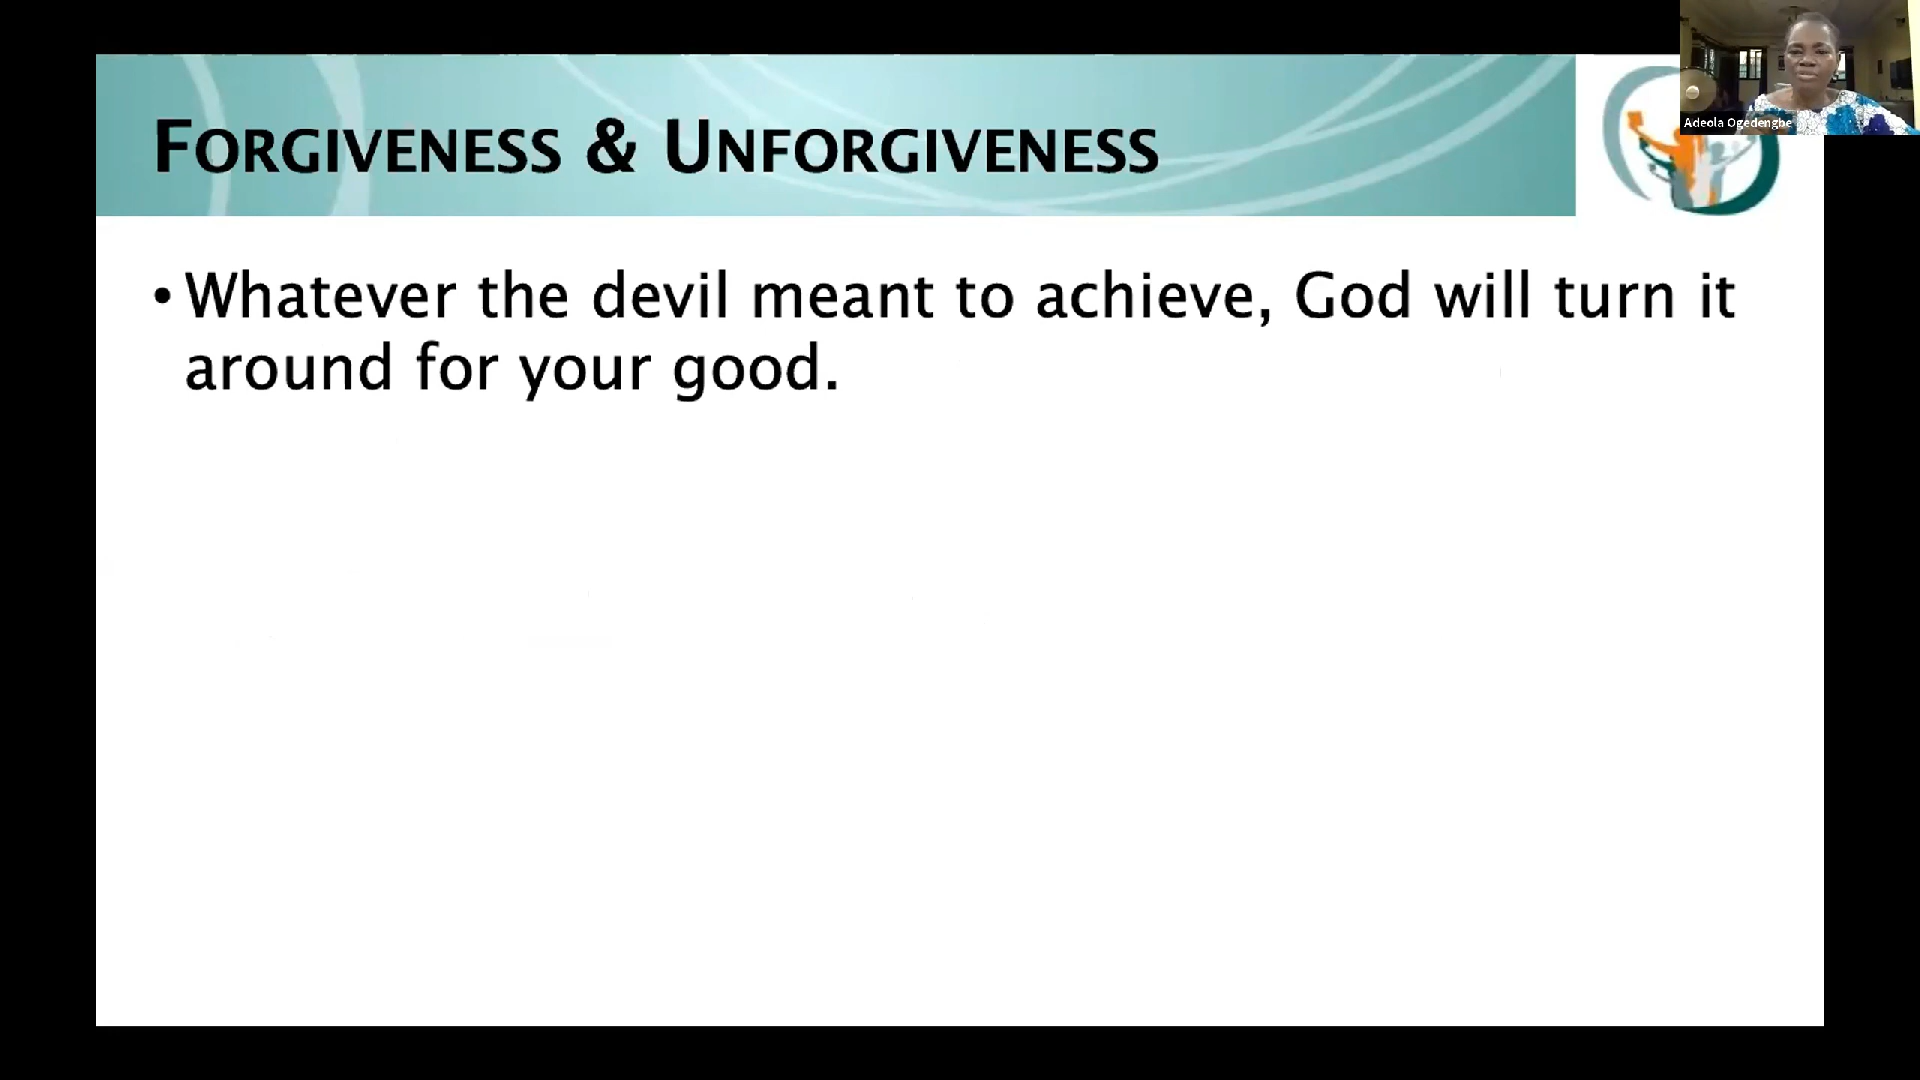 FORGIVENESS & UNFORGIVENESS
• Whatever the devil meant to achieve, God will turn it
around for your good.
Adeola Ogedengbe